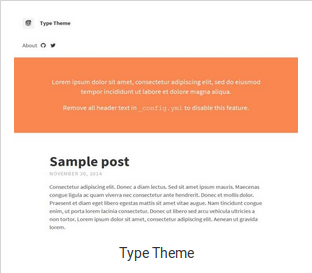 Type Theme
About
Lorem ipsum dolor sit amet, consectetur adipiscing elit, sed do eiusmod
tempor incididunt ut labore et dolore magna aliqua.
Remove all header text in _config.yml to disable this feature.
Sample post
NOVEMBER 30, 2014
Consectetur adipiscing elit. Donec a diam lectus. Sed sit amet ipsum mauris. Maecenas
congue ligula ac quam viverra nec consectetur ante hendrerit. Donec et mollis dolor.
Praesent et diam eget libero egestas mattis sit amet vitae augue. Nam tincidunt congue
enim, ut porta lorem lacinia consectetur. Donec ut libero sed arcu vehicula ultricies a
non tortor. Lorem ipsum dolor sit amet, consectetur adipiscing elit. Aenean ut gravida
lorem.
Type Theme